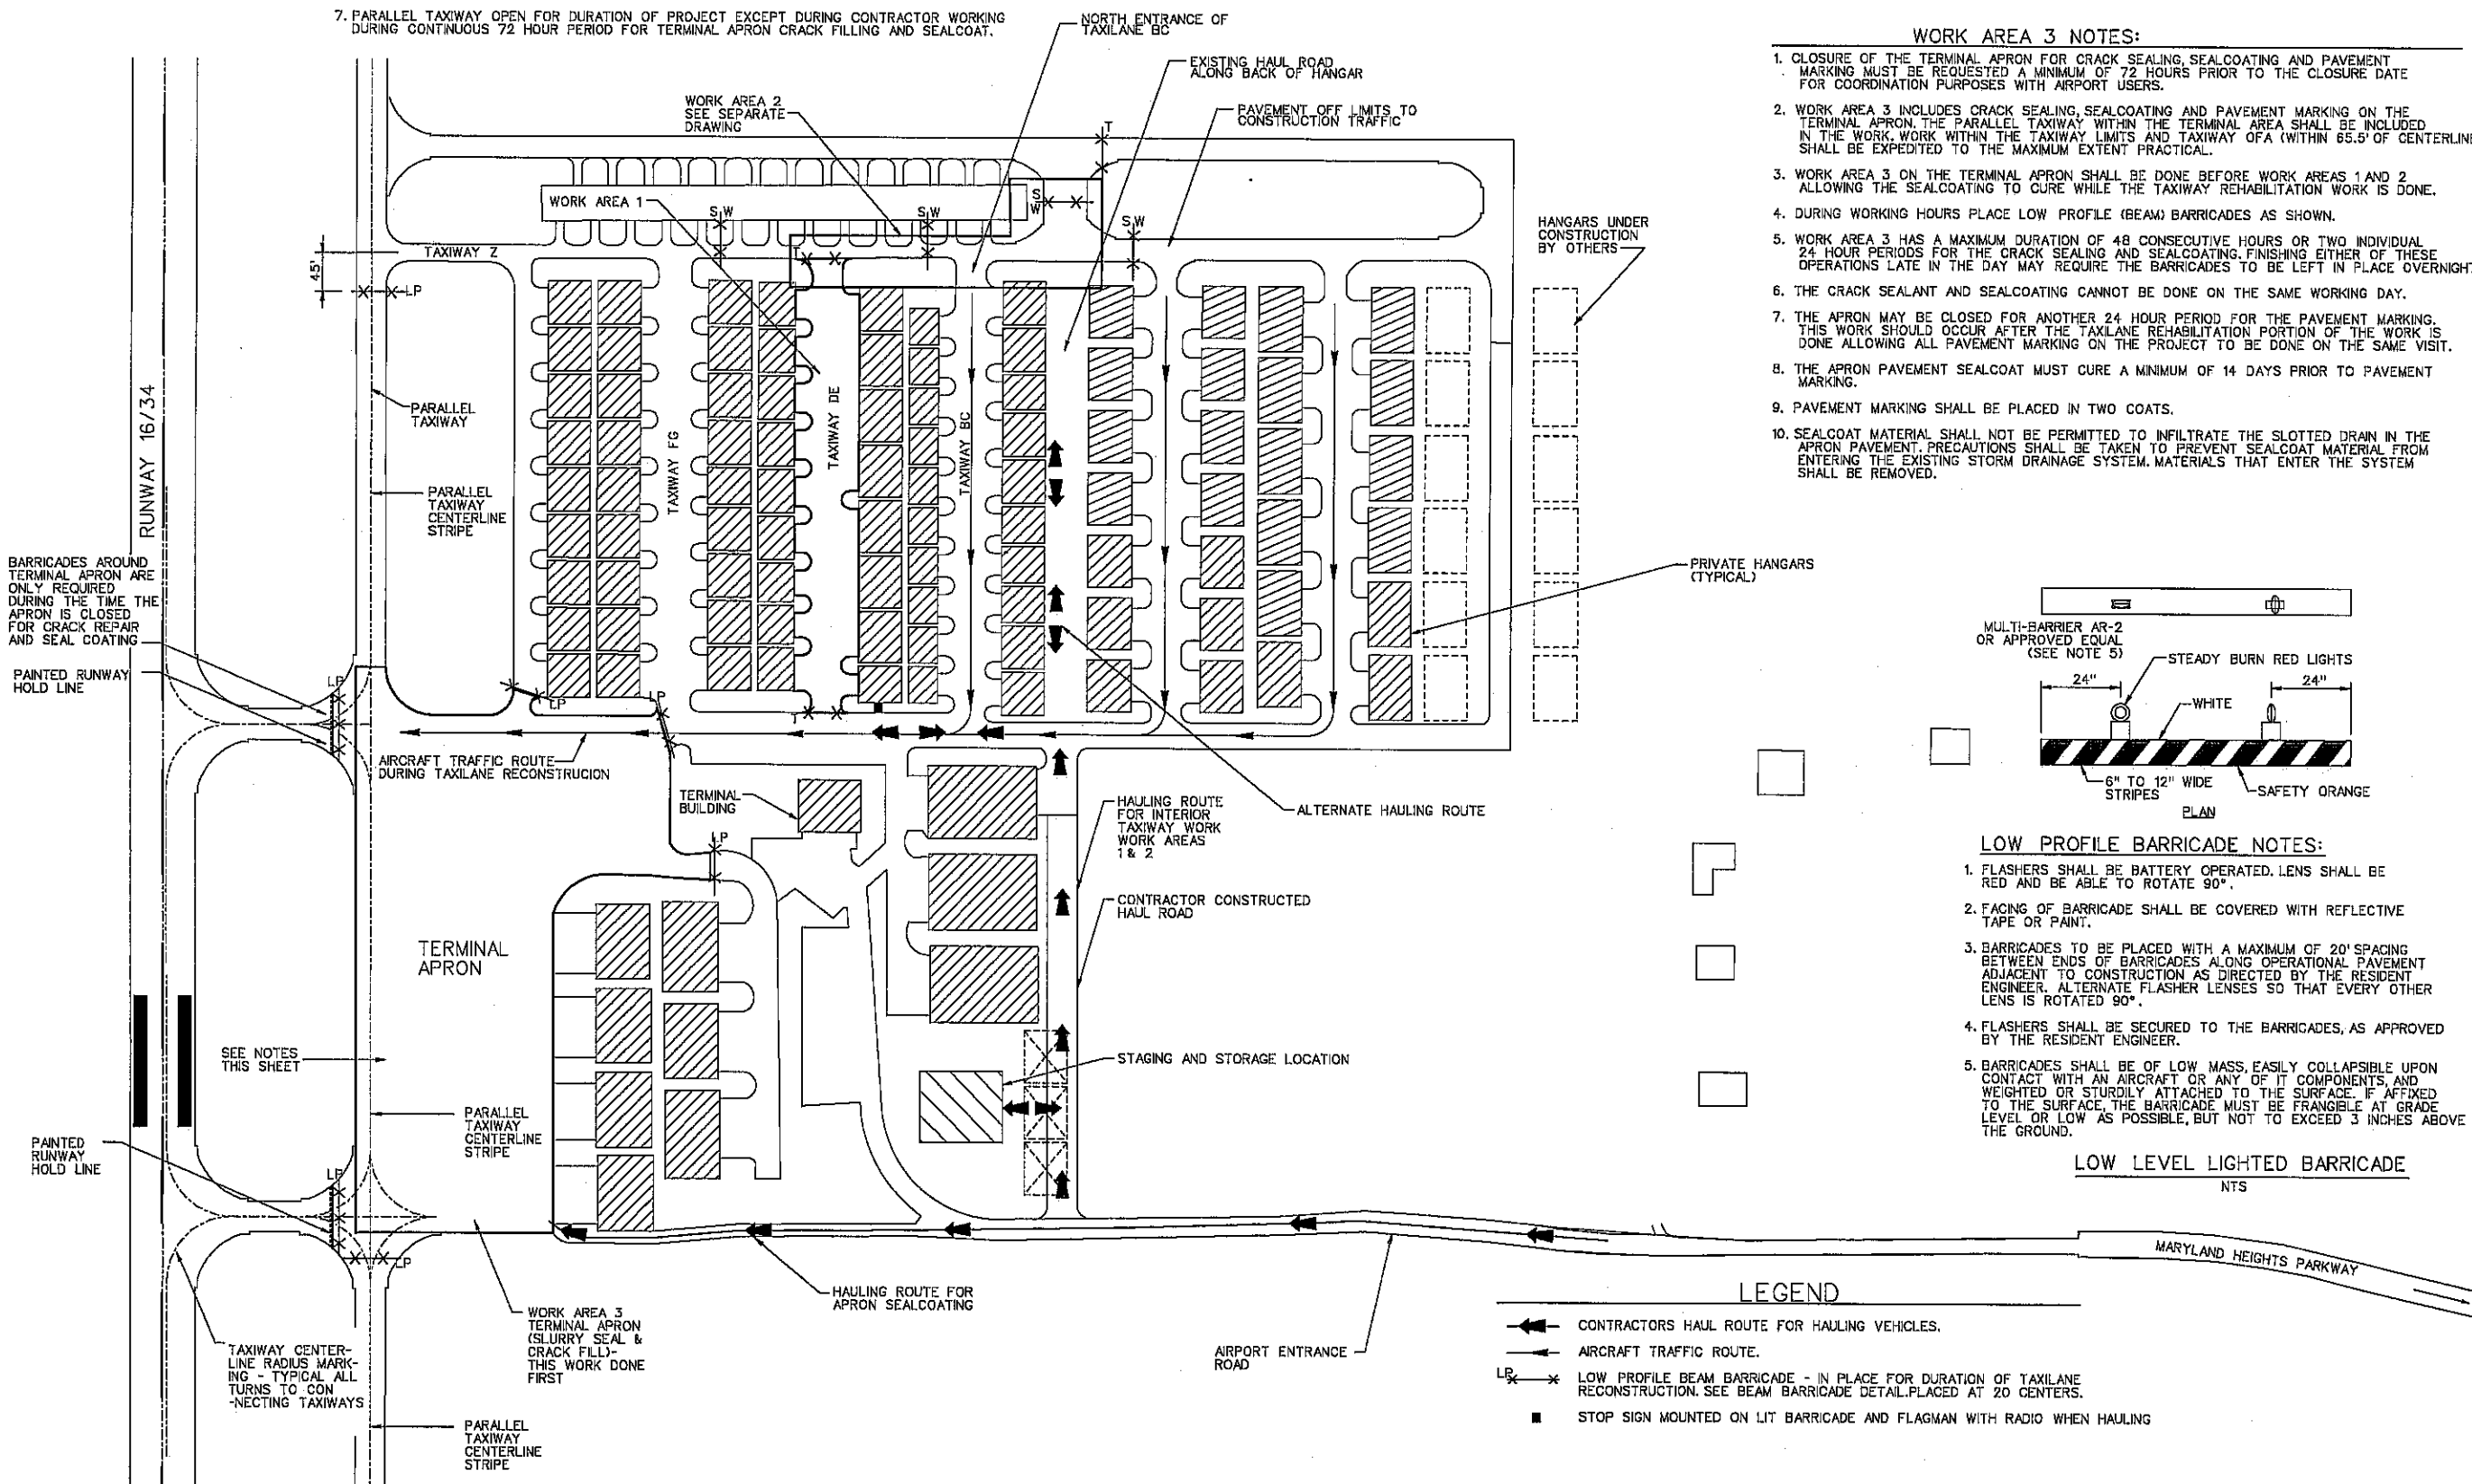 7. PARALLEL TAXIWAY OPEN FOR DURATION OF PROJECT EXCEPT DURING CONTRACTOR WORKING
DURING CONTINUOUS 72 HOUR PERIOD FOR TERMINAL APRON CRACK FILLING AND SEALCOAT.
NORTH ENTRANCE OF
TAXILANE BC
EXISTING HAUL ROAD
ALONG BACK OF HANGAR
PAVEMENT OFF LIMITS TO
CONSTRUCTION TRAFFIC
WORK AREA 2
SEE SEPARATE
DRAWING
T
WORK AREA 1
S W
S W
S
W
S W
T
HANGARS UNDER
CONSTRUCTION
BY OTHERS
TAXIWAY Z
45'
LP
RUNWAY 16/34
PARALLEL
TAXIWAY
TAXIWAY FG
TAXIWAY DE
TAXIWAY BC
PARALLEL
TAXIWAY
CENTERLINE
STRIPE
BARRICADES AROUND
TERMINAL APRON ARE
ONLY REQUIRED
DURING THE TIME THE
APRON IS CLOSED
FOR CRACK REPAIR
AND SEAL COATING
PRIVATE HANGARS
(TYPICAL)
PAINTED RUNWAY
HOLD LINE
LP
LP
LP
T
AIRCRAFT TRAFFIC ROUTE
DURING TAXILANE RECONSTRUCION
TERMINAL
BUILDING
LP
HAULING ROUTE
FOR INTERIOR
TAXIWAY WORK
WORK AREAS
1 & 2
ALTERNATE HAULING ROUTE
CONTRACTOR CONSTRUCTED
HAUL ROAD
TERMINAL
APRON
SEE NOTES
THIS SHEET
STAGING AND STORAGE LOCATION
PARALLEL
TAXIWAY
CENTERLINE
STRIPE
PAINTED
RUNWAY
HOLD LINE
LP
LP
HAULING ROUTE FOR
APRON SEALCOATING
WORK AREA 3
TERMINAL APRON
(SLURRY SEAL &
CRACK FILL)-
THIS WORK DONE
FIRST
TAXIWAY CENTER-
LINE RADIUS MARK-
ING - TYPICAL ALL
TURNS TO CON
-NECTING TAXIWAYS
PARALLEL
TAXIWAY
CENTERLINE
STRIPE
AIRPORT ENTRANCE
ROAD
MARYLAND HEIGHTS PARKWAY
WORK AREA 3 NOTES:
1. CLOSURE OF THE TERMINAL APRON FOR CRACK SEALING, SEALCOATING AND PAVEMENT
MARKING MUST BE REQUESTED A MINIMUM OF 72 HOURS PRIOR TO THE CLOSURE DATE
FOR COORDINATION PURPOSES WITH AIRPORT USERS.
2. WORK AREA 3 INCLUDES CRACK SEALING, SEALCOATING AND PAVEMENT MARKING ON THE
TERMINAL APRON. THE PARALLEL TAXIWAY WITHIN THE TERMINAL AREA SHALL BE INCLUDED
IN THE WORK. WORK WITHIN THE TAXIWAY LIMITS AND TAXIWAY OFA (WITHIN 65.5' OF CENTERLINE
SHALL BE EXPEDITED TO THE MAXIMUM EXTENT PRACTICAL.
3. WORK AREA 3 ON THE TERMINAL APRON SHALL BE DONE BEFORE WORK AREAS 1 AND 2
ALLOWING THE SEALCOATING TO CURE WHILE THE TAXIWAY REHABILITATION WORK IS DONE.
4. DURING WORKING HOURS PLACE LOW PROFILE (BEAM) BARRICADES AS SHOWN.
5. WORK AREA 3 HAS A MAXIMUM DURATION OF 48 CONSECUTIVE HOURS OR TWO INDIVIDUAL
24 HOUR PERIODS FOR THE CRACK SEALING AND SEALCOATING. FINISHING EITHER OF THESE
OPERATIONS LATE IN THE DAY MAY REQUIRE THE BARRICADES TO BE LEFT IN PLACE OVERNIGHT
6. THE CRACK SEALANT AND SEALCOATING CANNOT BE DONE ON THE SAME WORKING DAY.
7. THE APRON MAY BE CLOSED FOR ANOTHER 24 HOUR PERIOD FOR THE PAVEMENT MARKING.
THIS WORK SHOULD OCCUR AFTER THE TAXILANE REHABILITATION PORTION OF THE WORK IS
DONE ALLOWING ALL PAVEMENT MARKING ON THE PROJECT TO BE DONE ON THE SAME VISIT.
8. THE APRON PAVEMENT SEALCOAT MUST CURE A MINIMUM OF 14 DAYS PRIOR TO PAVEMENT
MARKING.
9. PAVEMENT MARKING SHALL BE PLACED IN TWO COATS.
10. SEALCOAT MATERIAL SHALL NOT BE PERMITTED TO INFILTRATE THE SLOTTED DRAIN IN THE
APRON PAVEMENT. PRECAUTIONS SHALL BE TAKEN TO PREVENT SEALCOAT MATERIAL FROM
ENTERING THE EXISTING STORM DRAINAGE SYSTEM. MATERIALS THAT ENTER THE SYSTEM
SHALL BE REMOVED.
MULTI-BARRIER AR-2
OR APPROVED EQUAL
(SEE NOTE 5)
STEADY BURN RED LIGHTS
24"
24"
WHITE
6" TO 12" WIDE
STRIPES
SAFETY ORANGE
PLAN
LOW PROFILE BARRICADE NOTES:
1. FLASHERS SHALL BE BATTERY OPERATED. LENS SHALL BE
RED AND BE ABLE TO ROTATE 90°.
2. FACING OF BARRICADE SHALL BE COVERED WITH REFLECTIVE
TAPE OR PAINT.
3. BARRICADES TO BE PLACED WITH A MAXIMUM OF 20' SPACING
BETWEEN ENDS OF BARRICADES ALONG OPERATIONAL PAVEMENT
ADJACENT TO CONSTRUCTION AS DIRECTED BY THE RESIDENT
ENGINEER. ALTERNATE FLASHER LENSES SO THAT EVERY OTHER
LENS IS ROTATED 90°.
4. FLASHERS SHALL BE SECURED TO THE BARRICADES, AS APPROVED
BY THE RESIDENT ENGINEER.
5. BARRICADES SHALL BE OF LOW MASS, EASILY COLLAPSIBLE UPON
CONTACT WITH AN AIRCRAFT OR ANY OF IT COMPONENTS, AND
WEIGHTED OR STURDILY ATTACHED TO THE SURFACE. IF AFFIXED
TO THE SURFACE, THE BARRICADE MUST BE FRANGIBLE AT GRADE
LEVEL OR LOW AS POSSIBLE, BUT NOT TO EXCEED 3 INCHES ABOVE
THE GROUND.
LOW LEVEL LIGHTED BARRICADE
NTS
LEGEND
CONTRACTORS HAUL ROUTE FOR HAULING VEHICLES.
AIRCRAFT TRAFFIC ROUTE.
LP LOW PROFILE BEAM BARRICADE - IN PLACE FOR DURATION OF TAXILANE
RECONSTRUCTION. SEE BEAM BARRICADE DETAIL.PLACED AT 20 CENTERS.
STOP SIGN MOUNTED ON LIT BARRICADE AND FLAGMAN WITH RADIO WHEN HAULING